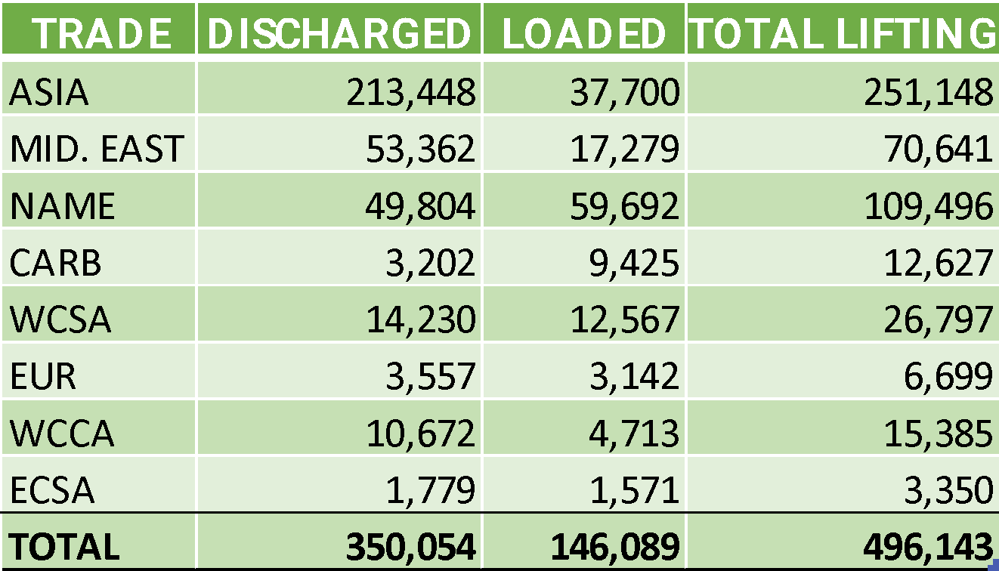 TRADE DISCHARGED LOADED TOTAL LIFTING
ASIA 213,448 37,700 251,148
MID. EAST 53,362 17,279 70,641
NAME 49,804 59,692 109,496
CARB 3,202 9,425 12,627
WCSA 14,230 12,567 26,797
EUR 3,557 3,142 6,699
WCCA 10,672 4,713 15,385
ECSA 1,779 1,571 3,350
TOTAL 350,054 146,089 496,143